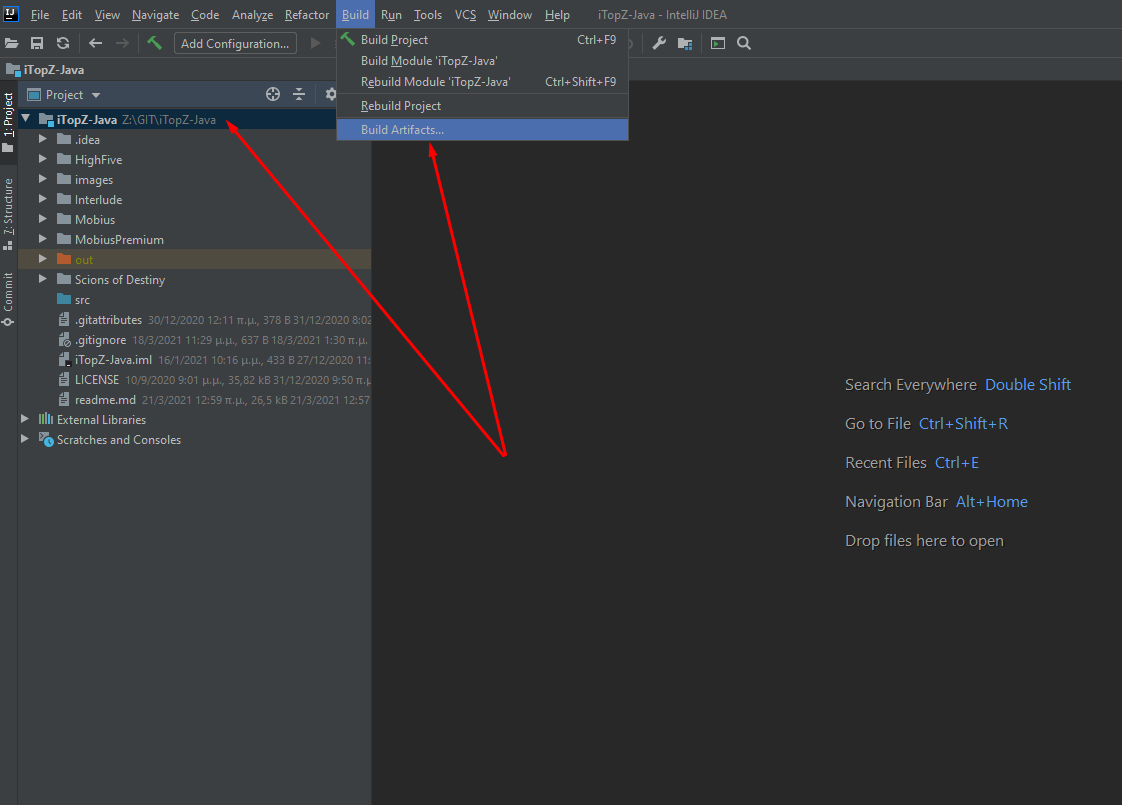 IJ File Edit View Navigate Code Analyze Refactor Build Run Tools VCS Window Help iTopZ-Java - IntelliJ IDEA
Add Configuration...
Build Project Ctrl+F9
Build Module 'iTopZ-Java'
Rebuild Module 'iTopZ-Java' Ctrl+Shift+F9
Rebuild Project
Build Artifacts...
iTopZ-Java
Project
1: Project
Z: Structure
Commit
iTopZ-Java Z:\GIT\iTopZ-Java
.idea
HighFive
images
Interlude
Mobius
MobiusPremium
out
Scions of Destiny
src
.gitattributes 30/12/2020 12:11 π.μ., 378 B 31/12/2020 8:02
.gitignore 18/3/2021 11:29 μ.μ., 637 B 18/3/2021 1:30 π.μ.
iTopZ-Java.iml 16/1/2021 10:16 μ.μ., 433 B 27/12/2020 11:
LICENSE 10/9/2020 9:01 μ.μ., 35,82 kB 31/12/2020 9:50 π.μ
readme.md 21/3/2021 12:59 π.μ., 26,5 kB 21/3/2021 12:57
External Libraries
Scratches and Consoles
Search Everywhere Double Shift
Go to File Ctrl+Shift+R
Recent Files Ctrl+E
Navigation Bar Alt+Home
Drop files here to open